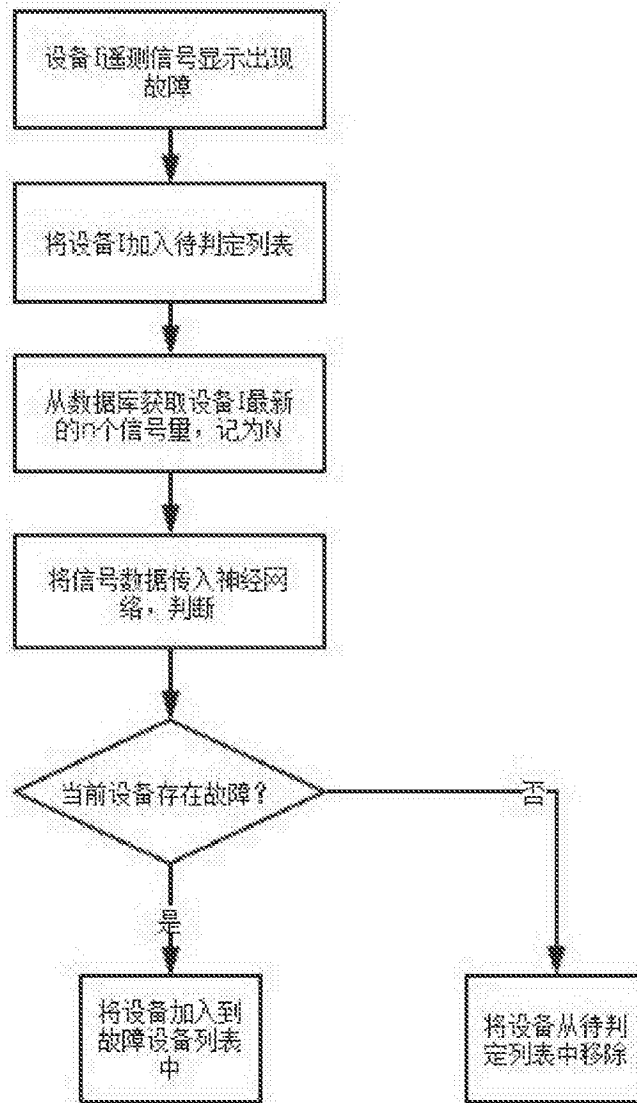 设备I遥测信号显示出现
故障
将设备I加入待判定列表
从数据库获取设备I最新
的n个信号量，记为N
将信号数据传入神经网
络，判断
当前设备存在故障？
否
是
将设备加入到
故障设备列表
中
将设备从待判
定列表中移除